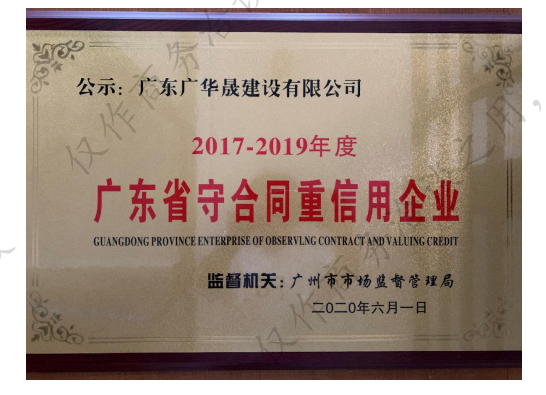 公示：广东广华晟建设有限公司
2017-2019年度
广东省守合同重信用企业
GUANGDONG PROVINCE ENTERPRISE OF OBSERVLNG CONTRACT AND VALUING CREDIT
监督机关：广州市市场监督管理局
二〇二〇年六月一日